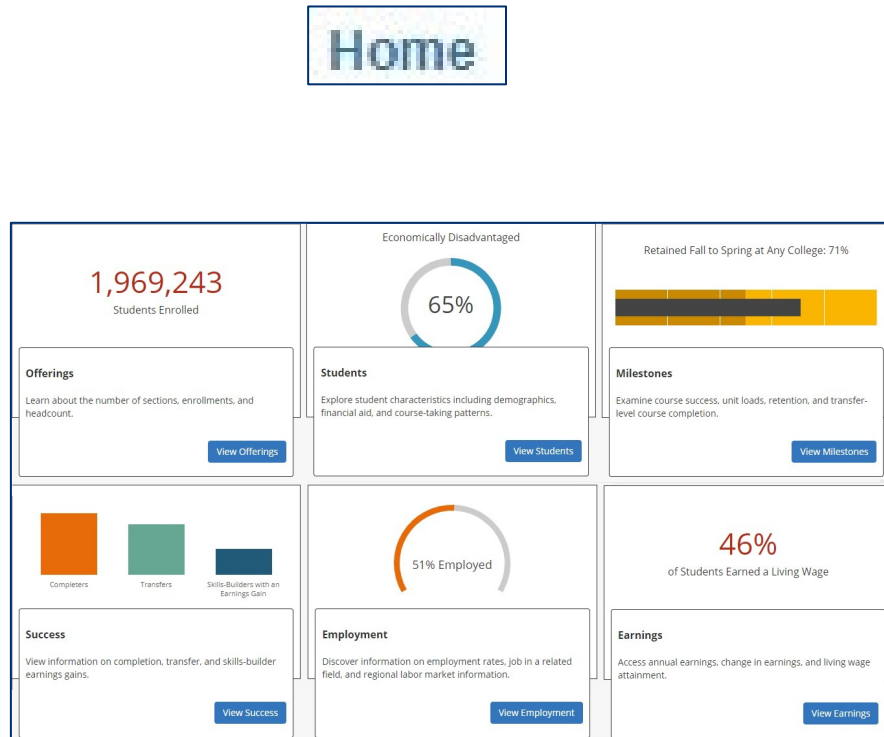 Home
1,969,243
Students Enrolled
Offerings
Learn about the number of sections, enrollments, and
headcount.
View Offerings
Economically Disadvantaged
65%
Students
Explore student characteristics including demographics,
financial aid, and course-taking patterns.
View Students
Retained Fall to Spring at Any College: 71%
Milestones
Examine course success, unit loads, retention, and transfer-
level course completion.
View Milestones
Completers
Transfers
Skills-Builders with an
Earnings Gain
Success
View information on completion, transfer, and skills-builder
earnings gains.
View Success
51% Employed
Employment
Discover information on employment rates, job in a related
field, and regional labor market information.
View Employment
46%
of Students Earned a Living Wage
Earnings
Access annual earnings, change in earnings, and living wage
attainment.
View Earnings